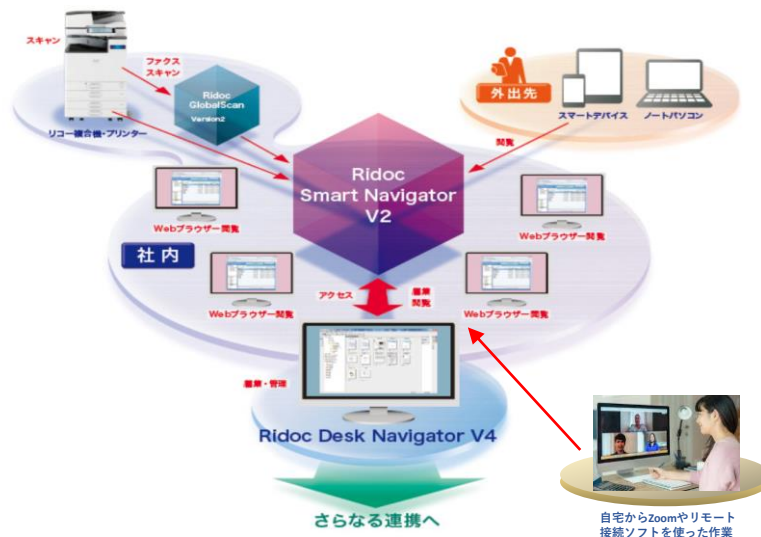 スキャン
ファクス
スキャン
Ridoc
GlobalScan
Version2
リコー複合機・プリンター
外出先
スマートデバイス
ノートパソコン
閲覧
Ridoc
Smart Navigator
V2
Webブラウザー閲覧
Webブラウザー閲覧
社内
Webブラウザー閲覧
Webブラウザー閲覧
アクセス
閲覧
・管理
Ridoc Desk Navigator V4
さらなる連携へ
自宅からZoomやリモート
接続ソフトを使った作業